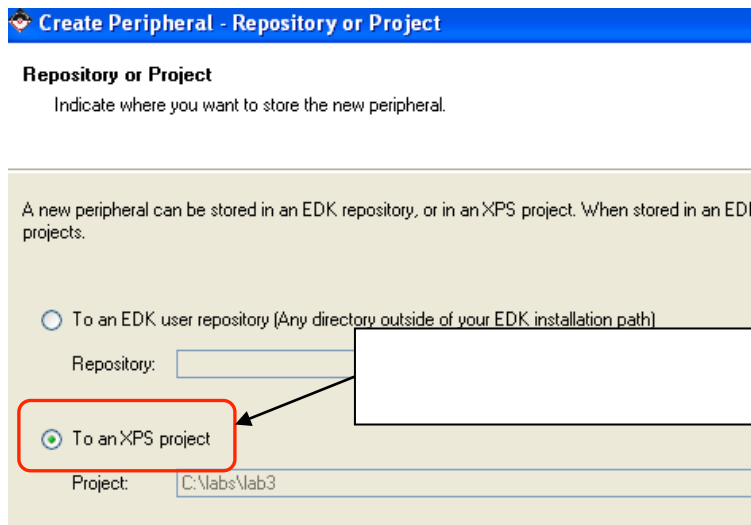 Create Peripheral - Repository or Project
Repository or Project
Indicate where you want to store the new peripheral.
A new peripheral can be stored in an EDK repository, or in an XPS project. When stored in an
projects.
To an EDK user repository (Any directory outside of your EDK installation path)
Repository:
To an XPS project
Project: C:\labs\lab3